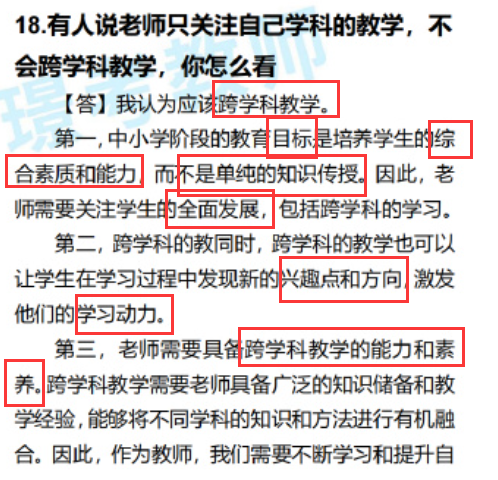 18.有人说老师只关注自己学科的教学，不
会跨学科教学，你怎么看
【答】我认为应该跨学科教学。
第一，中小学阶段的教育目标是培养学生的综
合素质和能力，而不是单纯的知识传授。因此，老
师需要关注学生的全面发展，包括跨学科的学习。
第二，跨学科的教同时，跨学科的教学也可以
让学生在学习过程中发现新的兴趣点和方向，激发
他们的学习动力。
第三，老师需要具备跨学科教学的能力和素
养。跨学科教学需要老师具备广泛的知识储备和教
学经验，能够将不同学科的知识和方法进行有机融
合。因此，作为教师，我们需要不断学习和提升自